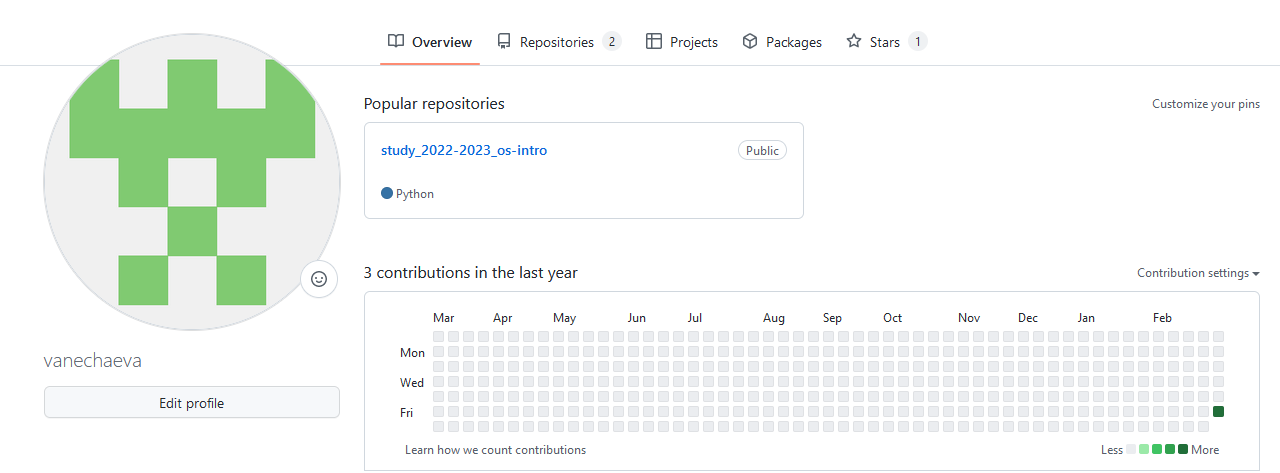 Overview Repositories 2 Projects Packages Stars 1
Popular repositories Customize your pins
study_2022-2023_os-intro Public
Python
3 contributions in the last year Contribution settings
Mar Apr May Jun Jul Aug Sep Oct Nov Dec Jan Feb
Mon
Wed
Fri
Learn how we count contributions Less More
vanechaeva
Edit profile